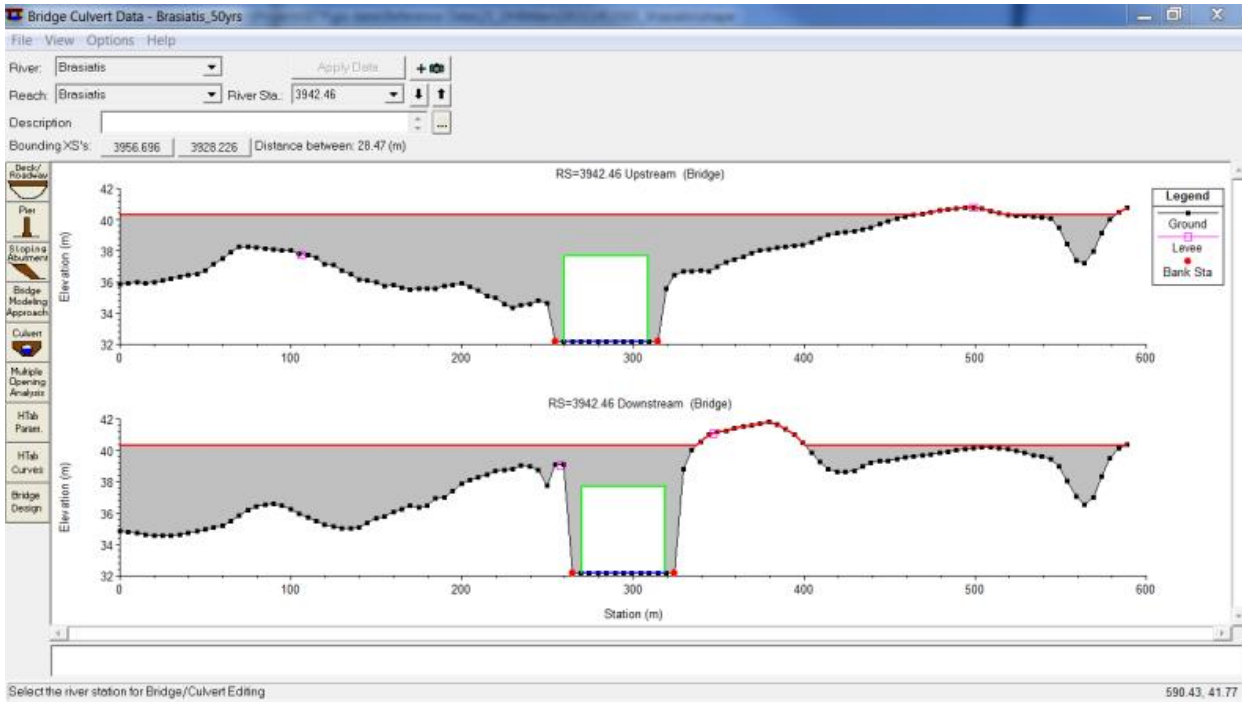 Bridge Culvert Data - Brasiatis_50yrs
File View Options Help
River: Brasiatis Apply Data +
Reach: Brasiatis River Sta.: 3942.46
Description ...
Bounding XS's: 3956.696 3928.226 Distance between: 28.47 (m)
Deck/
Roadway
Pier
Sloping
Abutment
Bridge
Modeling
Approach
Culvert
Multiple
Opening
Analysis
HTab
Param.
HTab
Curves
Bridge
Design
RS=3942.46 Upstream (Bridge)
Elevation (m)
42
40
38
36
34
32
0 100 200 300 400 500 600
Legend
Ground
Levee
Bank Sta
RS=3942.46 Downstream (Bridge)
Elevation (m)
42
40
38
36
34
32
0 100 200 300 400 500 600
Station (m)
Select the river station for Bridge/Culvert Editing
590.43, 41.77